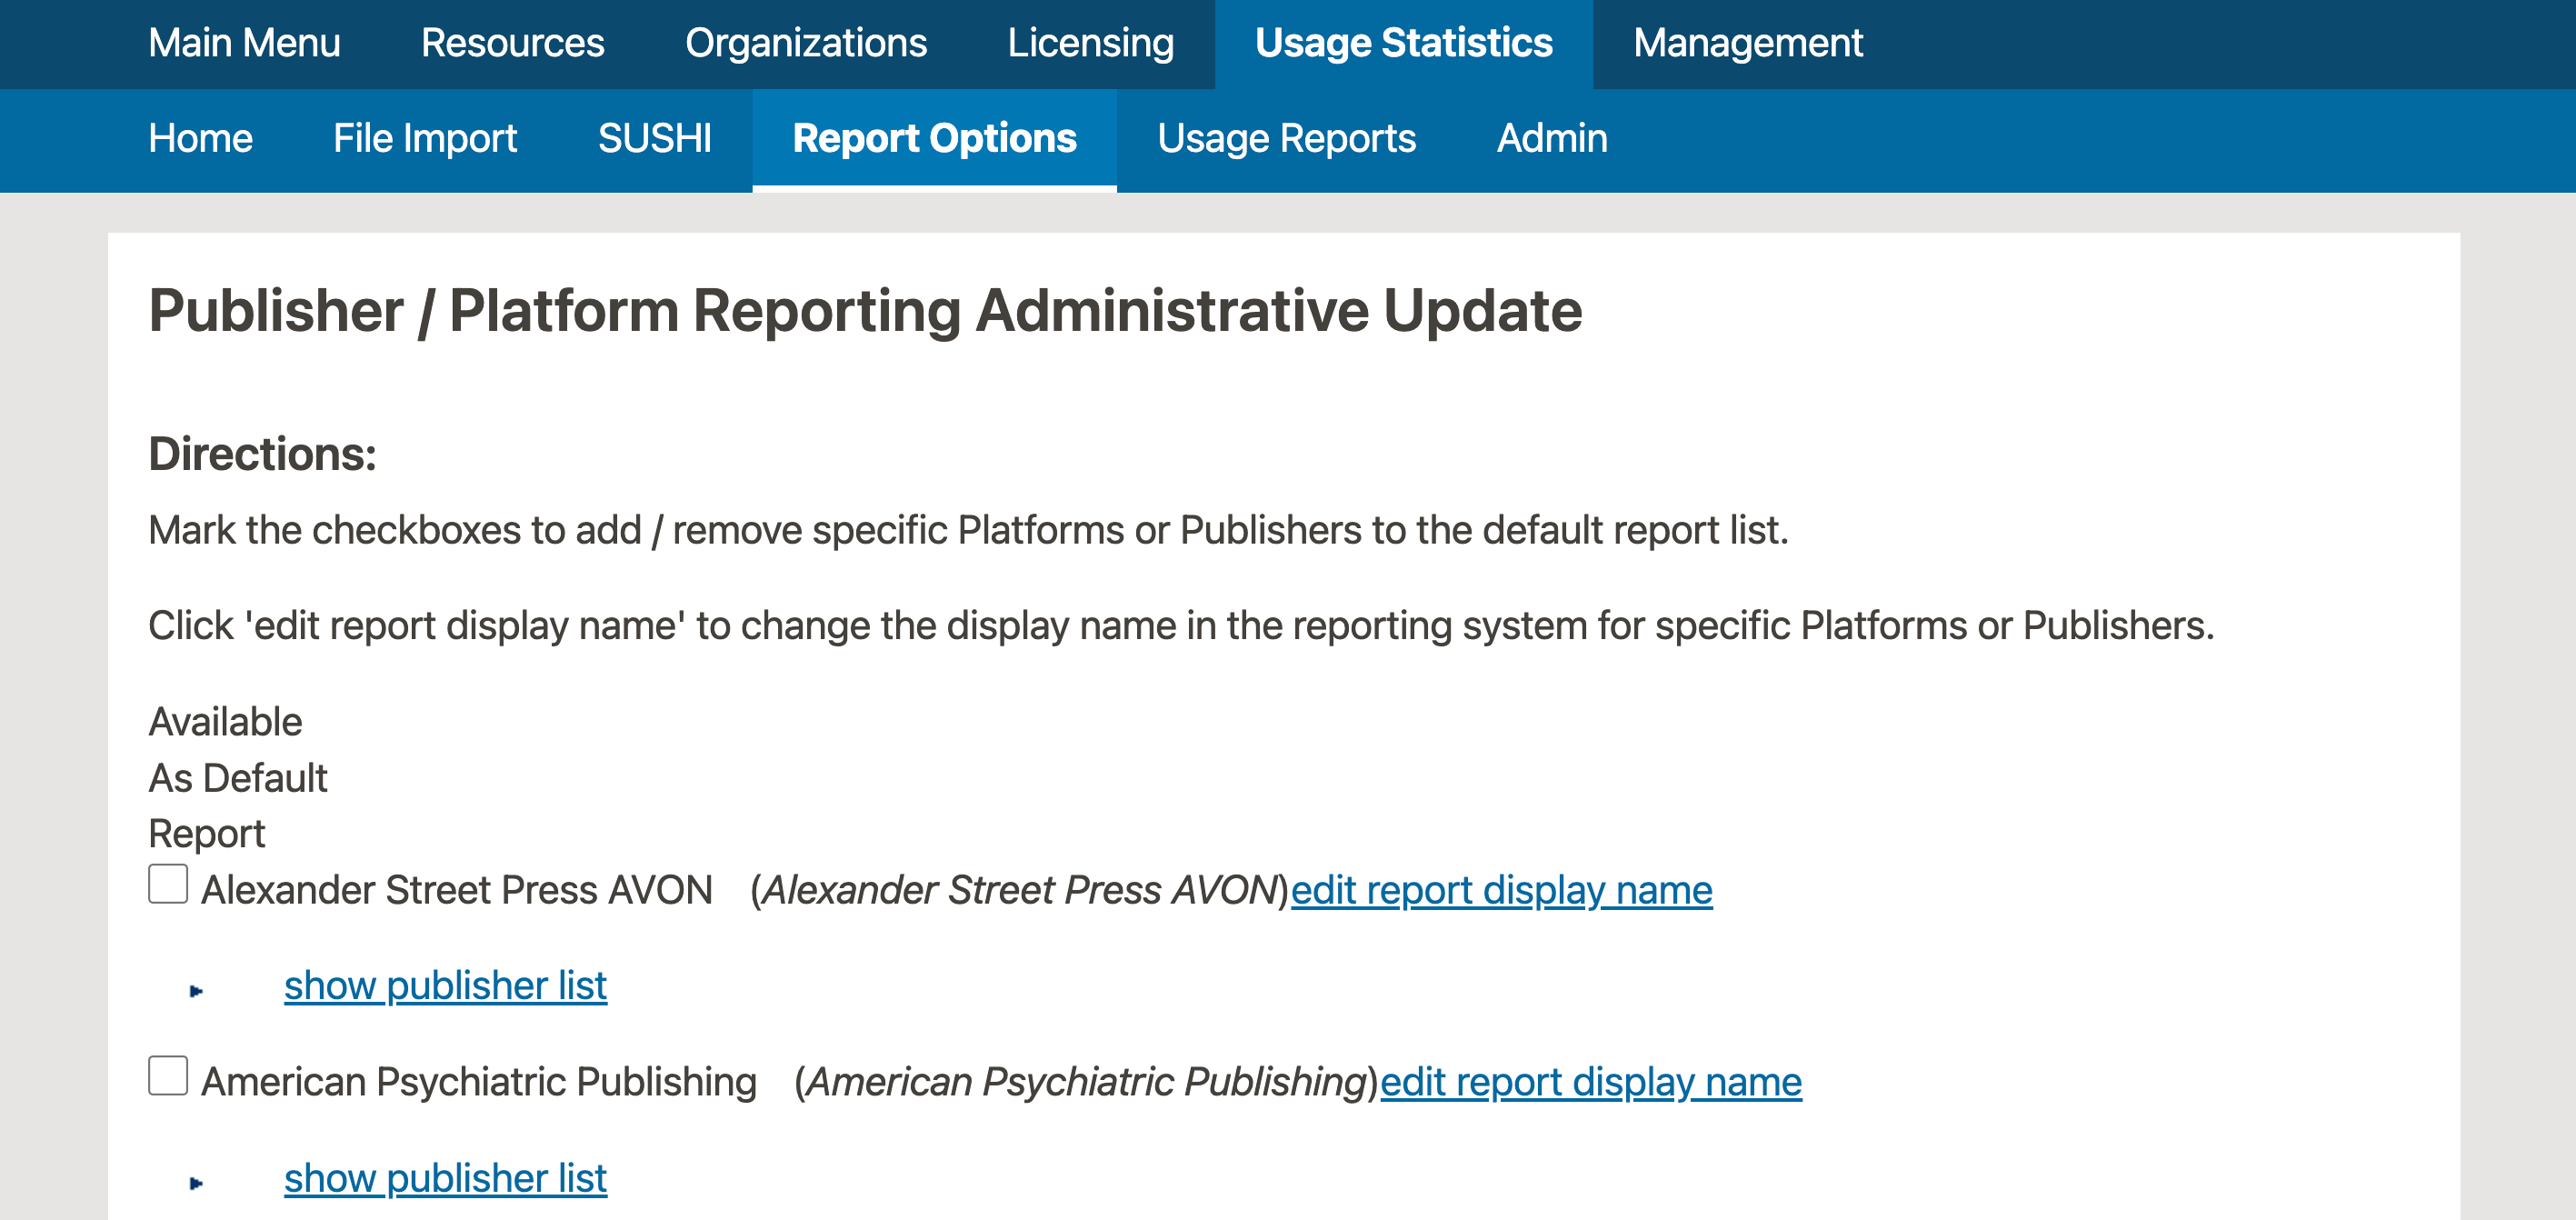 Main Menu Resources Organizations Licensing Usage Statistics Management
Home File Import SUSHI Report Options Usage Reports Admin
Publisher / Platform Reporting Administrative Update
Directions:
Mark the checkboxes to add / remove specific Platforms or Publishers to the default report list.
Click 'edit report display name' to change the display name in the reporting system for specific Platforms or Publishers.
Available
As Default
Report
Alexander Street Press AVON (Alexander Street Press AVON)edit report display name
show publisher list
American Psychiatric Publishing (American Psychiatric Publishing)edit report display name
show publisher list